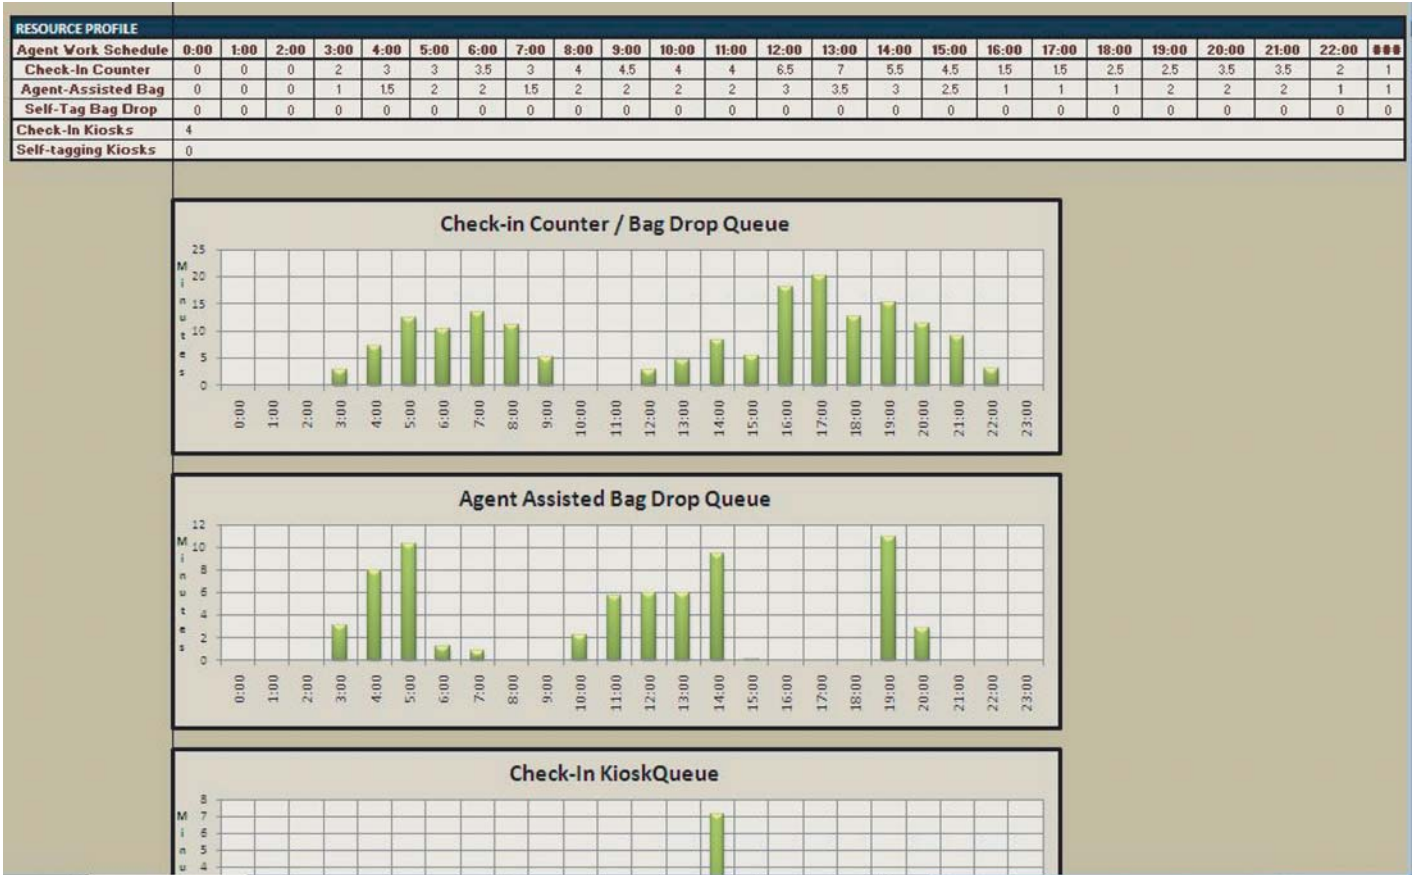 RESOURCE PROFILE
Agent Work Schedule 0:00 1:00 2:00 3:00 4:00 5:00 6:00 7:00 8:00 9:00 10:00 11:00 12:00 13:00 14:00 15:00 16:00 17:00 18:00 19:00 20:00 21:00 22:00 ###
Check-In Counter 0 0 0 2 3 3 3.5 3 4 4.5 4 4 6.5 7 5.5 4.5 1.5 1.5 2.5 2.5 3.5 3.5 2 1
Agent-Assisted Bag 0 0 0 1 1.5 2 2 1.5 2 2 2 2 3 3.5 3 2.5 1 1 1 2 2 2 1 1
Self-Tag Bag Drop 0 0 0 0 0 0 0 0 0 0 0 0 0 0 0 0 0 0 0 0 0 0 0 0
Check-In Kiosks 4
Self-tagging Kiosks 0
Check-in Counter / Bag Drop Queue
Minutes
25
20
15
10
5
0
0:00 1:00 2:00 3:00 4:00 5:00 6:00 7:00 8:00 9:00 10:00 11:00 12:00 13:00 14:00 15:00 16:00 17:00 18:00 19:00 20:00 21:00 22:00 23:00
Agent Assisted Bag Drop Queue
Minutes
12
10
8
6
4
2
0
0:00 1:00 2:00 3:00 4:00 5:00 6:00 7:00 8:00 9:00 10:00 11:00 12:00 13:00 14:00 15:00 16:00 17:00 18:00 19:00 20:00 21:00 22:00 23:00
Check-In KioskQueue
Minu
8
7
6
5
4